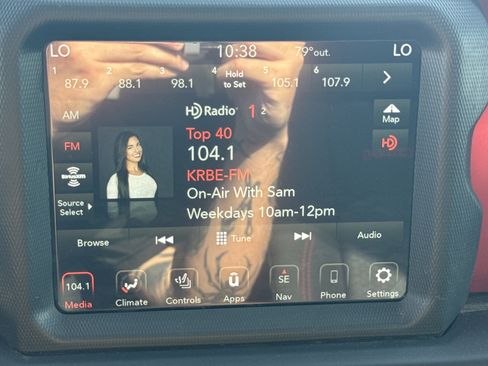 LO 10:38 79°out. LO
1 2 3 4 5 6
87.9 88.1 98.1 Hold to Set 105.1 107.9
AM
HD Radio™ 1 2
Map
Top 40
FM
104.1
HD
KRBE-FM
SiriusXM
On-Air With Sam
Source Select
Weekdays 10am-12pm
Browse Tune Audio
104.1 SE
Media Climate Controls Apps Nav Phone Settings